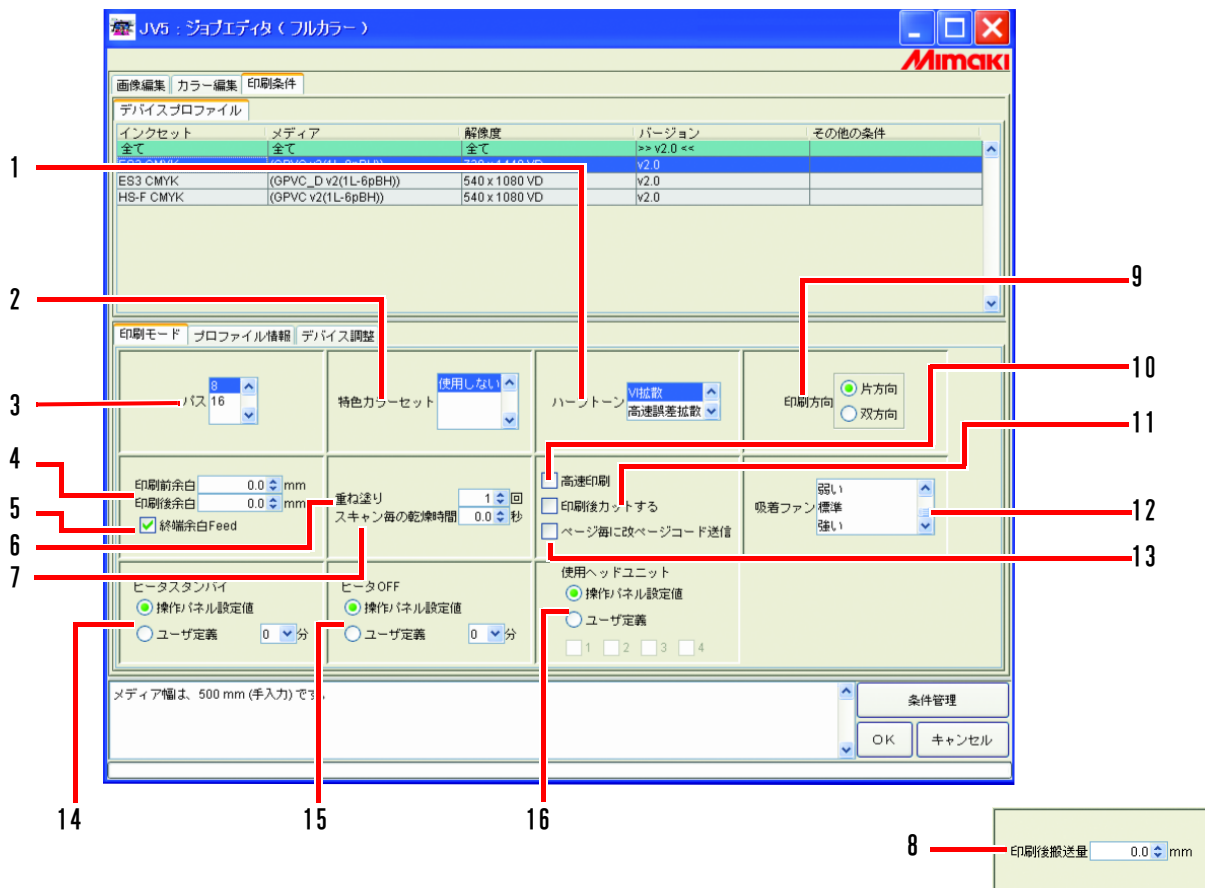 JV5 : ジョブエディタ ( フルカラー )
Mimaki
画像編集 カラー編集 印刷条件
デバイスプロファイル
インクセット メディア 解像度 バージョン その他の条件
全て 全て 全て >> v2.0 <<
1
ES3 CMYK v2.0
ES3 CMYK (GPVC_D v2(1L-6pBH)) 540 x 1080 VD v2.0
HS-F CMYK (GPVC v2(1L-6pBH)) 540 x 1080 VD v2.0
2
9
印刷モード プロファイル情報 デバイス調整
3
パス 8
16
特色カラーセット 使用しない
ハーフトーン VI拡散
高速誤差拡散
印刷方向 片方向
双方向
10
11
4
印刷前余白 0.0 mm
印刷後余白 0.0 mm
5
終端余白Feed
6
重ね塗り 1 回
7
スキャン毎の乾燥時間 0.0 秒
高速印刷
印刷後カットする
ページ毎に改ページコード送信
吸着ファン 弱い
標準
強い
12
13
ヒータスタンバイ
操作パネル設定値
ユーザ定義 0 分
ヒータOFF
操作パネル設定値
ユーザ定義 0 分
使用ヘッドユニット
操作パネル設定値
ユーザ定義
1 2 3 4
メディア幅は、500 mm (手入力) です。
条件管理
OK キャンセル
14
15
16
8
印刷後搬送量 0.0 mm